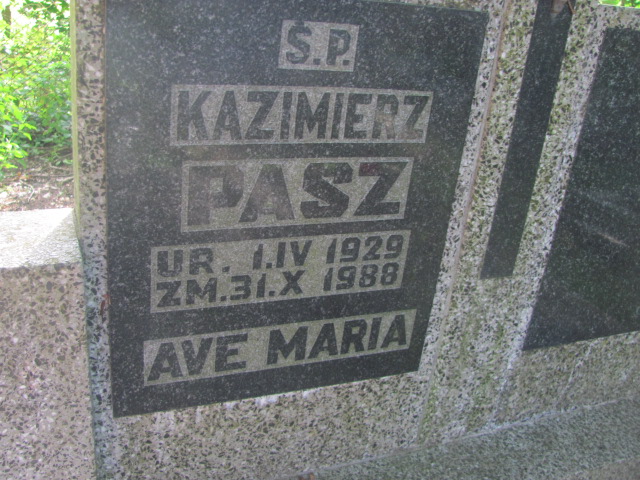 Ś.P.
KAZIMIERZ
PASZ
UR. 1.IV 1929
ZM.31.X 1988
AVE MARIA